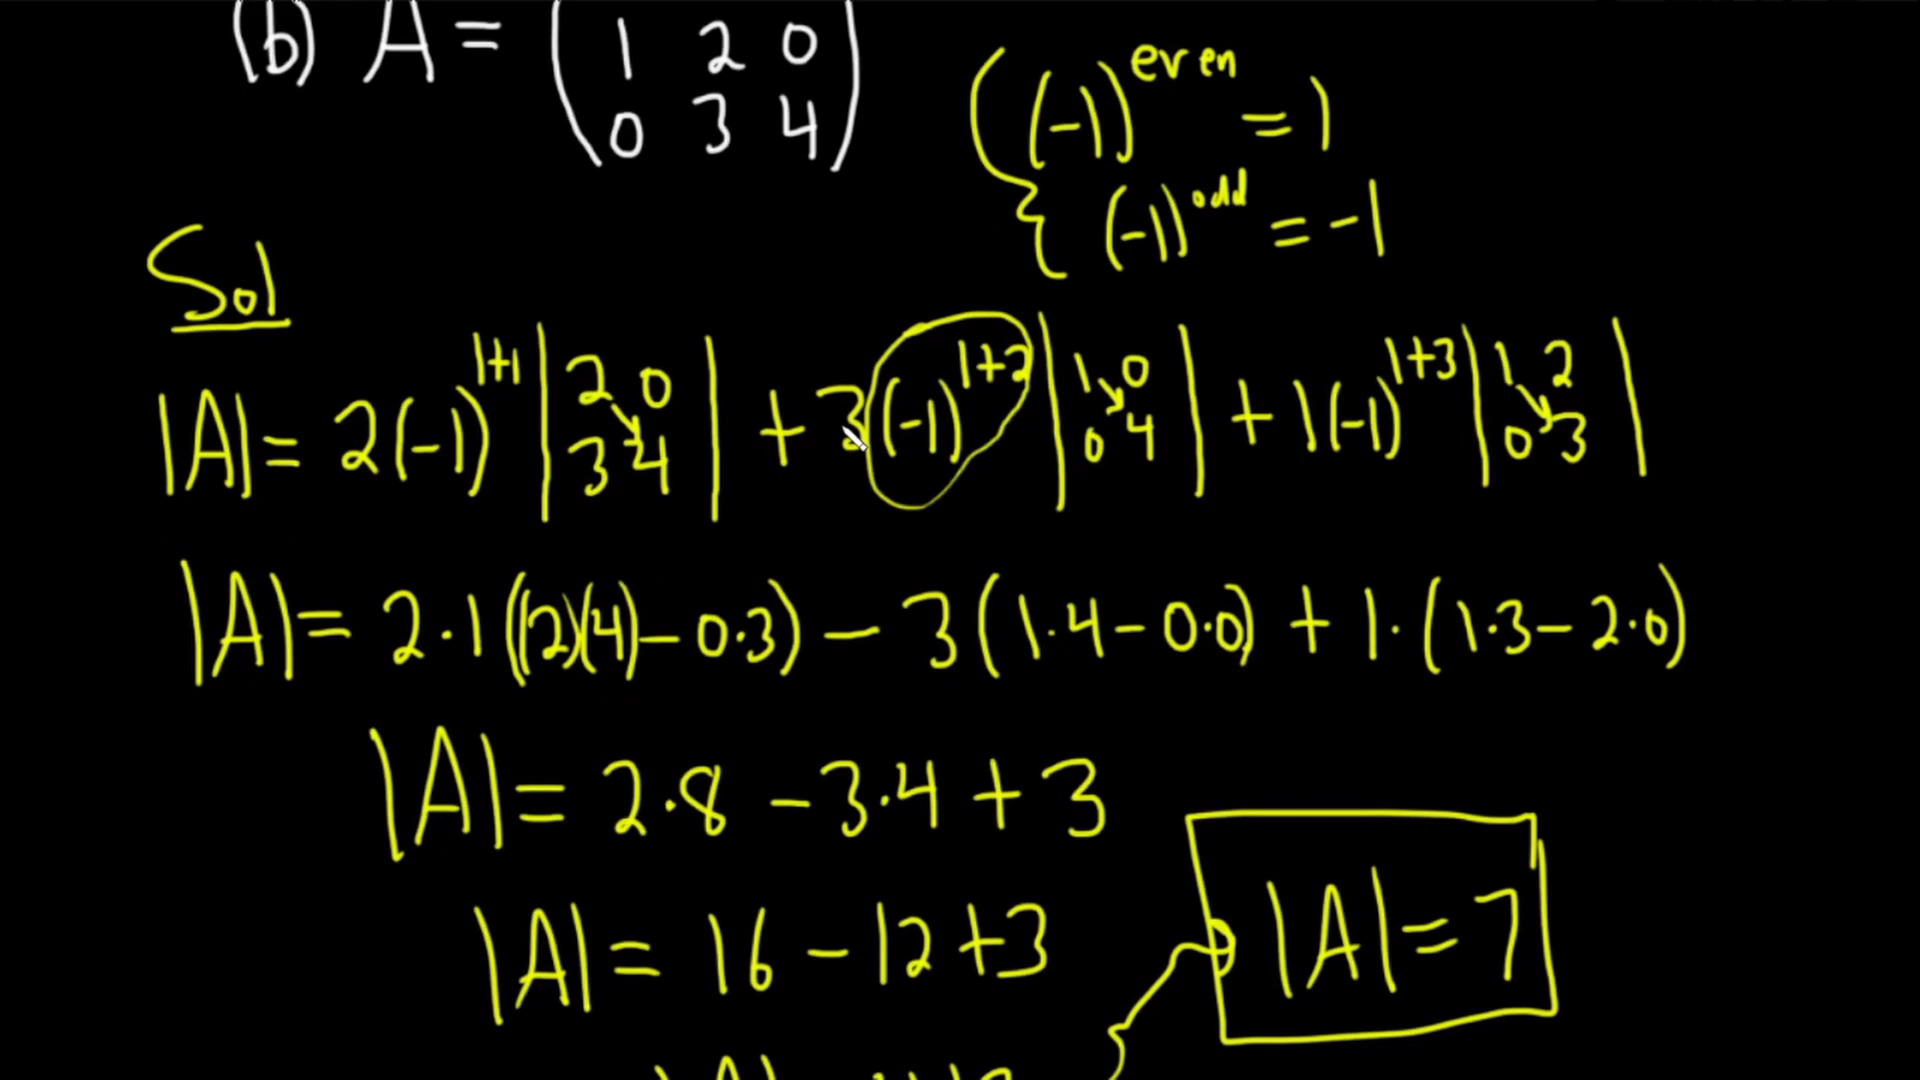 (b) A = ( 1 2 0
0 3 4 )
(-1)^even = 1
(-1)^odd = -1
Sol
|A| = 2(-1)^1+1 |2 0 3 4| + 3(-1)^1+2 |1 0 0 4| + 1(-1)^1+3 |1 2 0 3|
|A| = 2·1((2)(4) - 0·3) - 3(1·4 - 0·0) + 1·(1·3 - 2·0)
|A| = 2·8 - 3·4 + 3
|A| = 16 - 12 + 3
|A| = 7